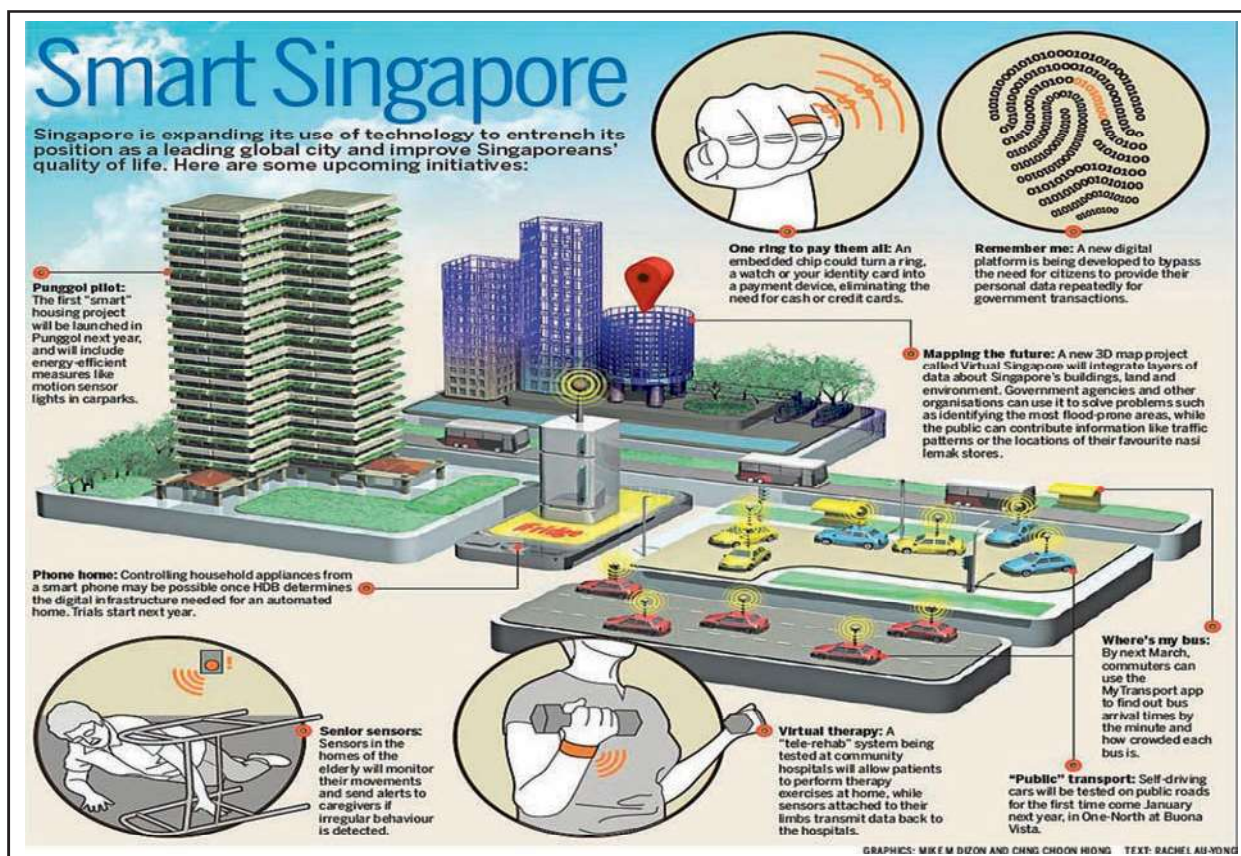 Smart Singapore
Singapore is expanding its use of technology to entrench its
position as a leading global city and improve Singaporeans'
quality of life. Here are some upcoming initiatives:
One ring to pay them all: An
embedded chip could turn a ring,
a watch or your identity card into
a payment device, eliminating the
need for cash or credit cards.
Remember me: A new digital
platform is being developed to bypass
the need for citizens to provide their
personal data repeatedly for
government transactions.
Punggol pilot:
The first "smart"
housing project
will be launched in
Punggol next year,
and will include
energy-efficient
measures like
motion sensor
lights in carparks.
Mapping the future: A new 3D map project
called Virtual Singapore will integrate layers of
data about Singapore's buildings, land and
environment. Government agencies and other
organisations can use it to solve problems such
as identifying the most flood-prone areas, while
the public can contribute information like traffic
patterns or the locations of their favourite nasi
lemak stores.
iFridge
Phone home: Controlling household appliances from
a smart phone may be possible once HDB determines
the digital infrastructure needed for an automated
home. Trials start next year.
Where's my bus:
By next March,
commuters can
use the
MyTransport app
to find out bus
arrival times by
the minute and
how crowded each
bus is.
Senior sensors:
Sensors in the
homes of the
elderly will monitor
their movements
and send alerts to
caregivers if
irregular behaviour
is detected.
Virtual therapy: A
"tele-rehab" system being
tested at community
hospitals will allow patients
to perform therapy
exercises at home, while
sensors attached to their
limbs transmit data back
to the hospitals.
"Public" transport: Self-driving
cars will be tested on public roads
for the first time come January
next year, in One-North at Buona
Vista.
GRAPHICS: MIKE M DIZON AND CHNG CHOON HIONG TEXT: RACHEL AU-YONG